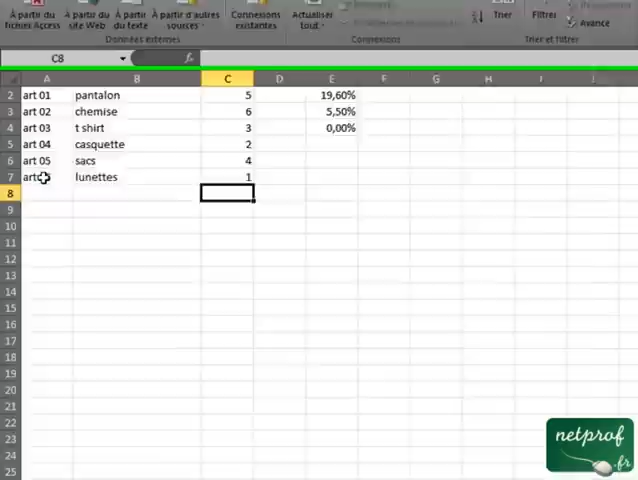 À partir du À partir du À partir À partir d'autres Connexions Actualiser Trier Filtrer
fichier Access site Web du texte sources existantes tout Avancé
Données externes Connexions Trier et filtrer
C8 fx
A B C D E F G H I J
2 art 01 pantalon 5 19,60%
3 art 02 chemise 6 5,50%
4 art 03 t shirt 3 0,00%
5 art 04 casquette 2
6 art 05 sacs 4
7 art lunettes 1
8
9
10
11
12
13
14
15
16
17
18
19
20
21
22
23
24
25
netprof
.fr